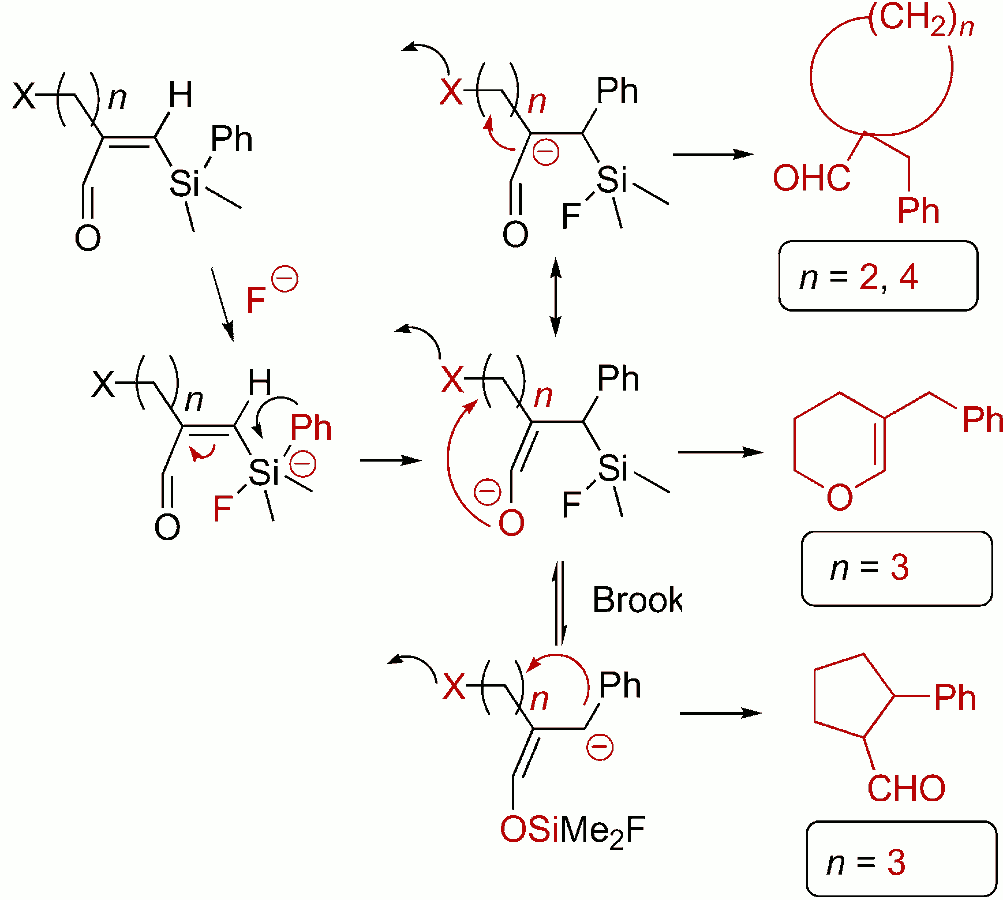 X ( ) n H
Ph
Si
O
F ⊖
X ( ) n H
Ph
Si ⊖
F
O
X ( ) n Ph
⊖
Si
F
O
(CH2)n
OHC
Ph
n = 2, 4
X ( ) n Ph
Si
F
⊖
O
Ph
O
n = 3
Brook
X ( ) n Ph
⊖
OSiMe2F
Ph
CHO
n = 3